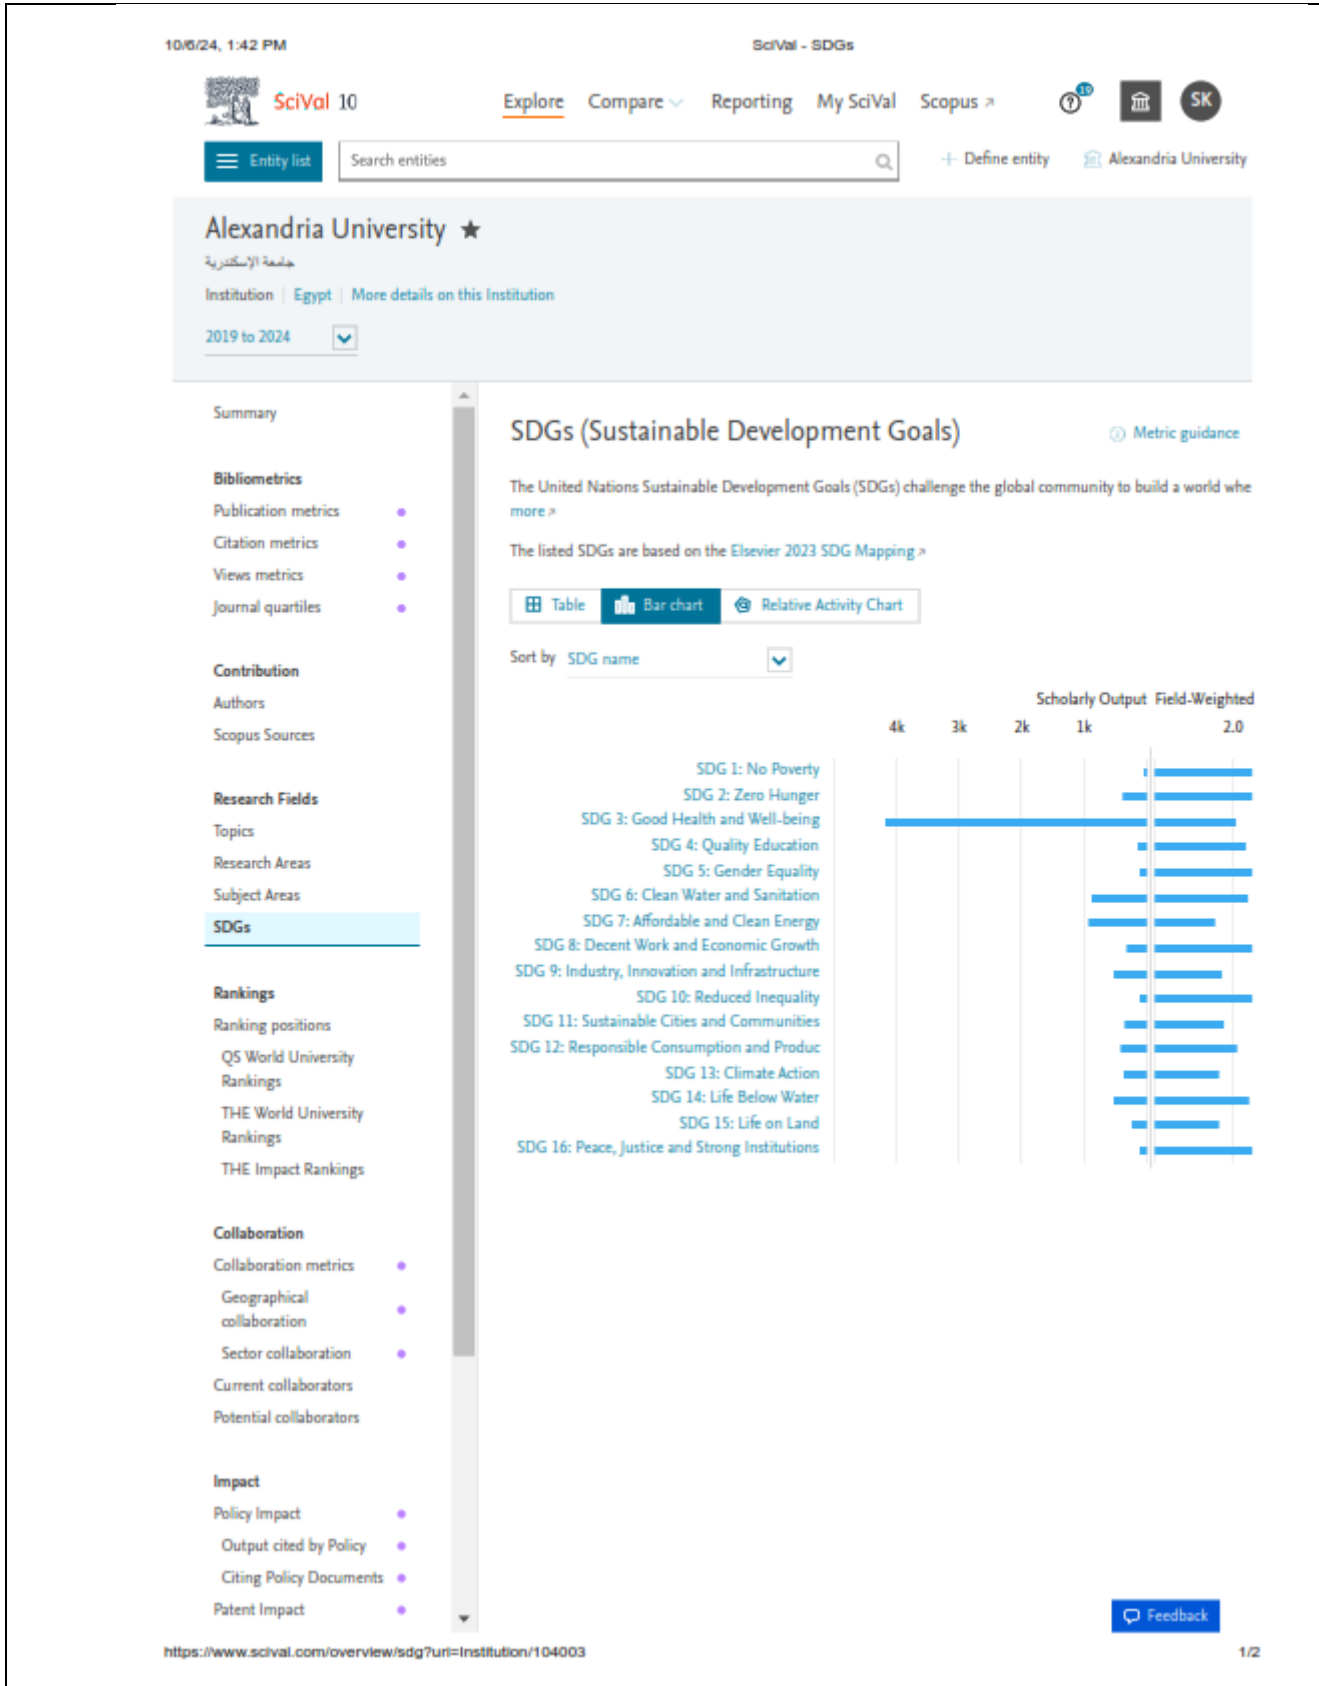 10/6/24, 1:42 PM
SciVal - SDGs
SciVal 10
Explore Compare Reporting My SciVal Scopus
19
SK
Entity list
Search entities
+ Define entity
Alexandria University
Alexandria University
جامعة الإسكندرية
Institution | Egypt | More details on this Institution
2019 to 2024
Summary
Bibliometrics
Publication metrics
Citation metrics
Views metrics
Journal quartiles
Contribution
Authors
Scopus Sources
Research Fields
Topics
Research Areas
Subject Areas
SDGs
Rankings
Ranking positions
QS World University
Rankings
THE World University
Rankings
THE Impact Rankings
Collaboration
Collaboration metrics
Geographical
collaboration
Sector collaboration
Current collaborators
Potential collaborators
Impact
Policy Impact
Output cited by Policy
Citing Policy Documents
Patent Impact
SDGs (Sustainable Development Goals)
Metric guidance
The United Nations Sustainable Development Goals (SDGs) challenge the global community to build a world whe
more
The listed SDGs are based on the Elsevier 2023 SDG Mapping
Table
Bar chart
Relative Activity Chart
Sort by SDG name
Scholarly Output Field-Weighted
4k 3k 2k 1k 2.0
SDG 1: No Poverty
SDG 2: Zero Hunger
SDG 3: Good Health and Well-being
SDG 4: Quality Education
SDG 5: Gender Equality
SDG 6: Clean Water and Sanitation
SDG 7: Affordable and Clean Energy
SDG 8: Decent Work and Economic Growth
SDG 9: Industry, Innovation and Infrastructure
SDG 10: Reduced Inequality
SDG 11: Sustainable Cities and Communities
SDG 12: Responsible Consumption and Produc
SDG 13: Climate Action
SDG 14: Life Below Water
SDG 15: Life on Land
SDG 16: Peace, Justice and Strong Institutions
Feedback
https://www.scival.com/overview/sdg?uri=Institution/104003
1/2